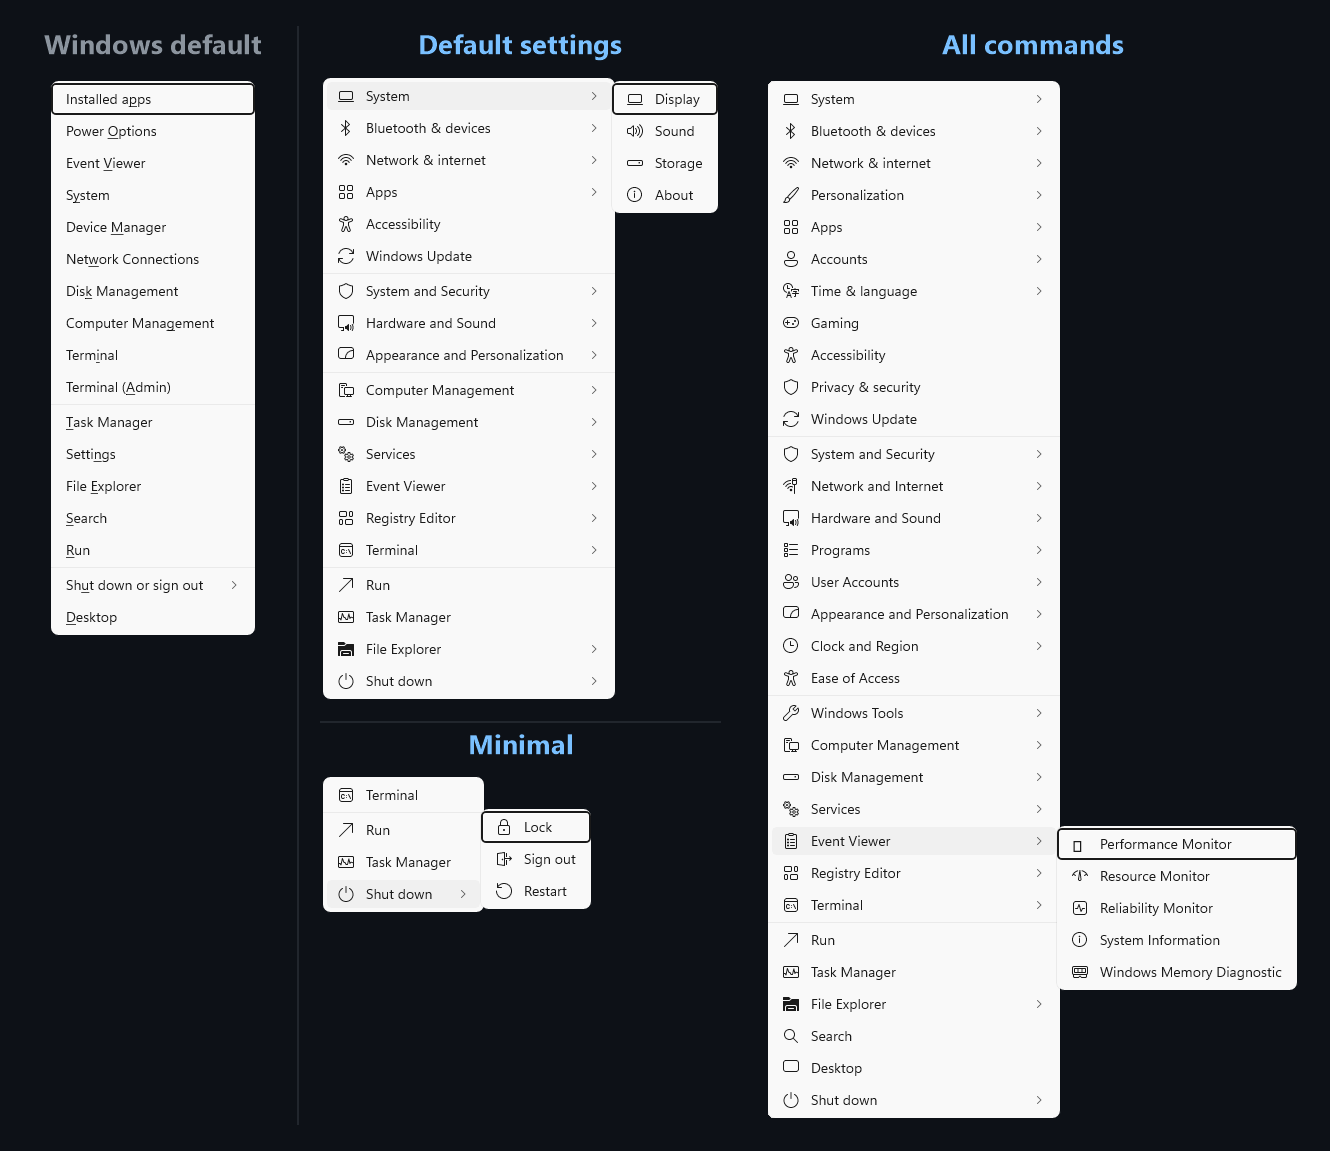 Windows default
Installed apps
Power Options
Event Viewer
System
Device Manager
Network Connections
Disk Management
Computer Management
Terminal
Terminal (Admin)
Task Manager
Settings
File Explorer
Search
Run
Shut down or sign out
Desktop
Default settings
System
Bluetooth & devices
Network & internet
Apps
Accessibility
Windows Update
System and Security
Hardware and Sound
Appearance and Personalization
Computer Management
Disk Management
Services
Event Viewer
Registry Editor
Terminal
Run
Task Manager
File Explorer
Shut down
Display
Sound
Storage
About
Minimal
Terminal
Run
Task Manager
Shut down
Lock
Sign out
Restart
All commands
System
Bluetooth & devices
Network & internet
Personalization
Apps
Accounts
Time & language
Gaming
Accessibility
Privacy & security
Windows Update
System and Security
Network and Internet
Hardware and Sound
Programs
User Accounts
Appearance and Personalization
Clock and Region
Ease of Access
Windows Tools
Computer Management
Disk Management
Services
Event Viewer
Registry Editor
Terminal
Run
Task Manager
File Explorer
Search
Desktop
Shut down
Performance Monitor
Resource Monitor
Reliability Monitor
System Information
Windows Memory Diagnostic